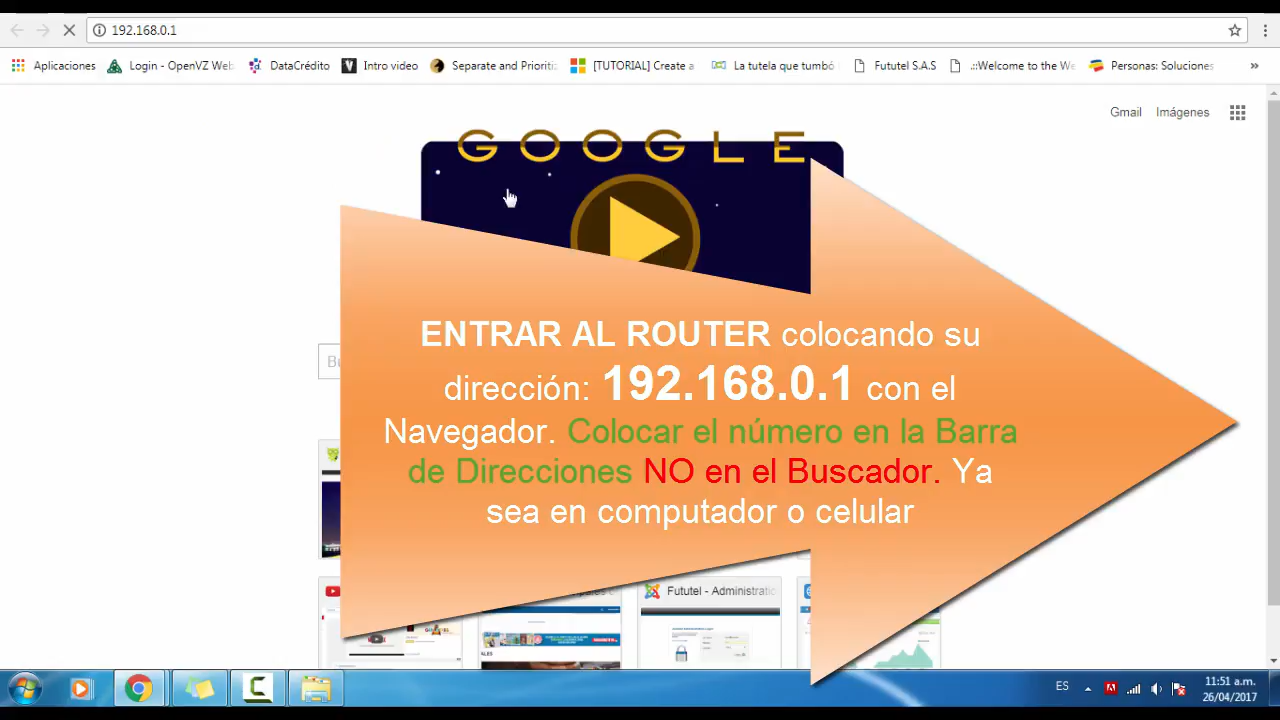 192.168.0.1
Aplicaciones
Login - OpenVZ Web
DataCrédito
Intro video
Separate and Prioriti
[TUTORIAL] Create a
La tutela que tumbó
Fututel S.A.S
.::Welcome to the We
Personas: Soluciones
»
Gmail
Imágenes
GOOGLE
ENTRAR AL ROUTER colocando su
dirección: 192.168.0.1 con el
Navegador. Colocar el número en la Barra
de Direcciones NO en el Buscador. Ya
sea en computador o celular
Fututel - Administratic
ES
11:51 a.m.
26/04/2017